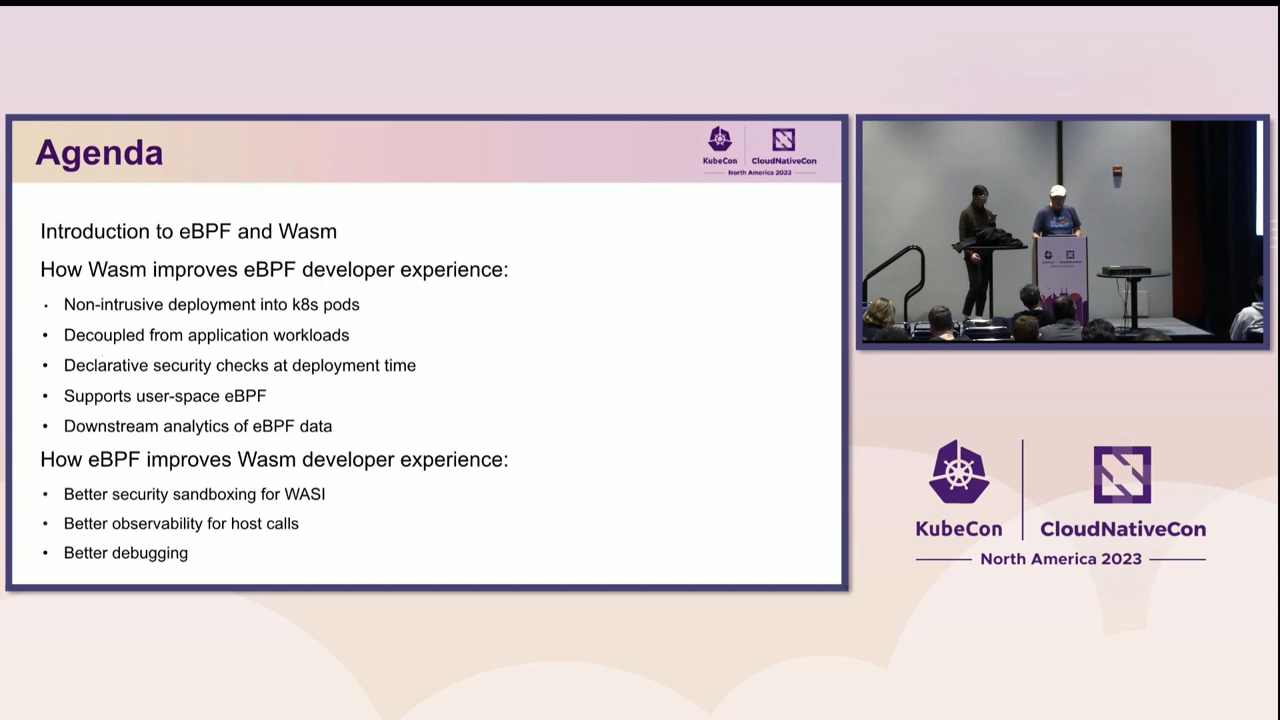 Agenda
KubeCon
CloudNativeCon
North America 2023
Introduction to eBPF and Wasm
How Wasm improves eBPF developer experience:
• Non-intrusive deployment into k8s pods
• Decoupled from application workloads
• Declarative security checks at deployment time
• Supports user-space eBPF
• Downstream analytics of eBPF data
How eBPF improves Wasm developer experience:
• Better security sandboxing for WASI
• Better observability for host calls
• Better debugging
KubeCon
CloudNativeCon
North America 2023